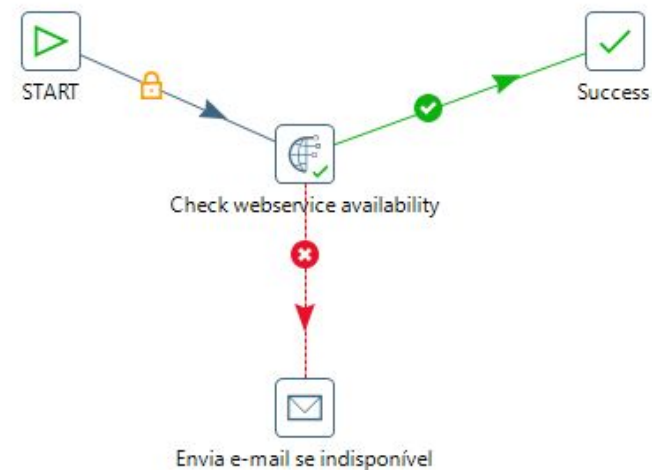 START
Success
Check webservice availability
Envia e-mail se indisponível